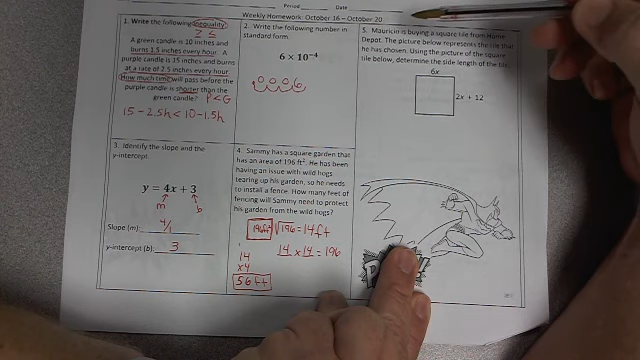 Period Date
Weekly Homework: October 16 – October 20
1. Write the following inequality.
≥ ≤
A green candle is 10 inches and
burns 1.5 inches every hour. A
purple candle is 15 inches and burns
at a rate of 2.5 inches every hour.
How much time will pass before the
purple candle is shorter than the
green candle? P<G
15 - 2.5h < 10 - 1.5h
2. Write the following number in
standard form.
6 × 10⁻⁴
5. Mauricio is buying a square tile from Home
Depot. The picture below represents the tile that
he has chosen. Using the picture of the square
tile below, determine the side length of the tile.
6x
2x + 12
3. Identify the slope and the
y-intercept.
y = 4x + 3
m b
Slope (m): 4/1
y-intercept (b): 3
4. Sammy has a square garden that
has an area of 196 ft². He has been
having an issue with wild hogs
tearing up his garden, so he needs
to install a fence. How many feet of
fencing will Sammy need to protect
his garden from the wild hogs?
196ft² √196 = 14 ft
14 × 14 = 196
14
x4
56 ft